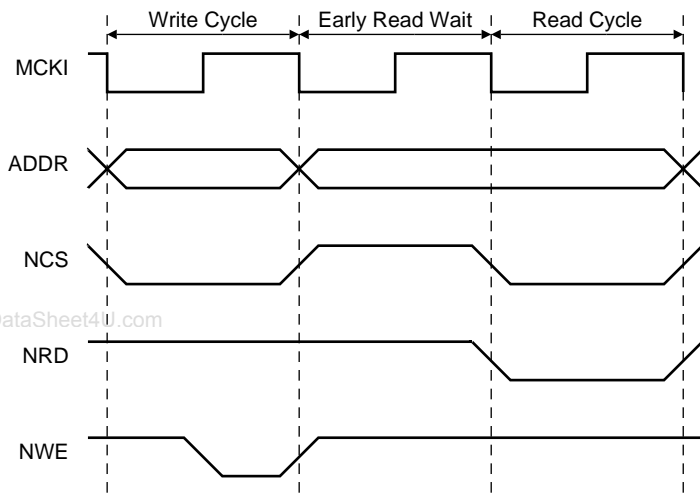 Write Cycle Early Read Wait Read Cycle
MCKI
ADDR
NCS
DataSheet4U.com
NRD
NWE